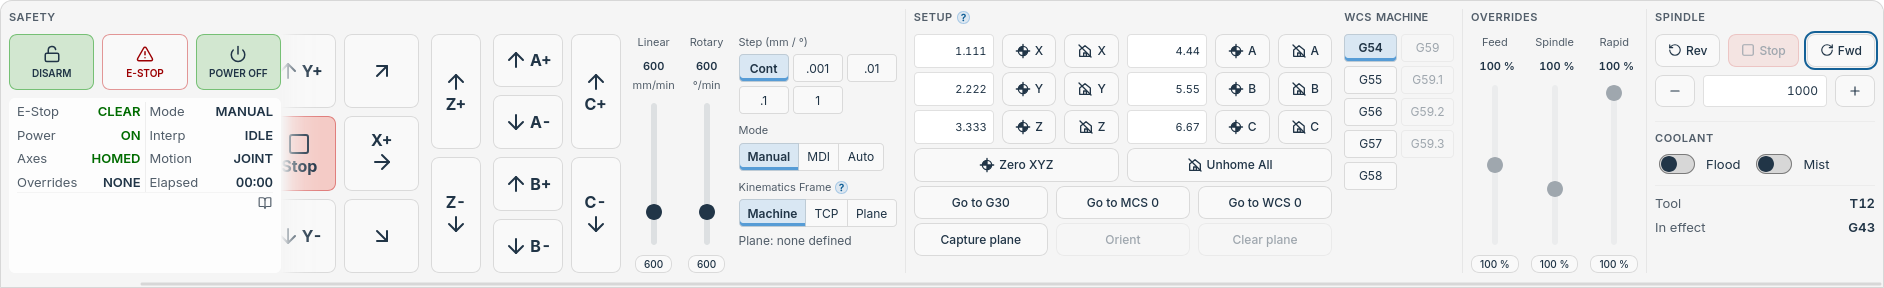 SAFETY
DISARM
E-STOP
POWER OFF
E-Stop CLEAR Mode MANUAL
Power ON Interp IDLE
Axes HOMED Motion JOINT
Overrides NONE Elapsed 00:00
Y+
Stop
X+
Y-
Z+
Z-
A+
A-
B+
B-
C+
C-
Linear
600
mm/min
600
Rotary
600
°/min
600
Step (mm / °)
Cont .001 .01
.1 1
Mode
Manual MDI Auto
Kinematics Frame ?
Machine TCP Plane
Plane: none defined
SETUP ?
1.111 X X 4.44 A A
2.222 Y Y 5.55 B B
3.333 Z Z 6.67 C C
Zero XYZ Unhome All
Go to G30 Go to MCS 0 Go to WCS 0
Capture plane Orient Clear plane
WCS MACHINE
G54 G59
G55 G59.1
G56 G59.2
G57 G59.3
G58
OVERRIDES
Feed Spindle Rapid
100 % 100 % 100 %
100 % 100 % 100 %
SPINDLE
Rev Stop Fwd
− 1000 +
COOLANT
Flood Mist
Tool T12
In effect G43